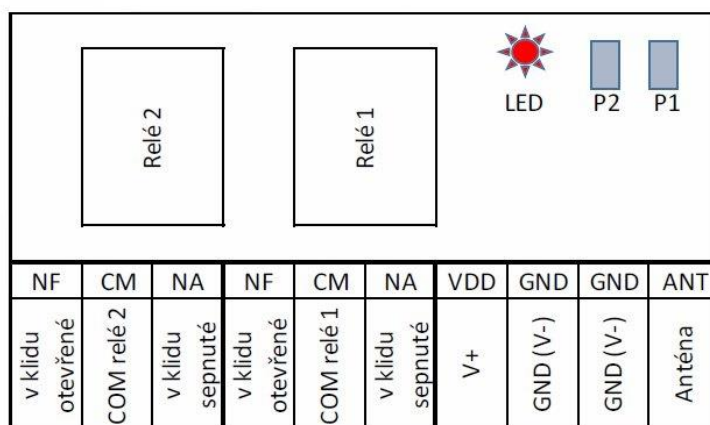 Relé 2
Relé 1
LED
P2
P1
NF CM NA NF CM NA VDD GND GND ANT
v klidu
otevřené
COM relé 2
v klidu
sepnuté
v klidu
otevřené
COM relé 1
v klidu
sepnuté
V+
GND (V-)
GND (V-)
Anténa